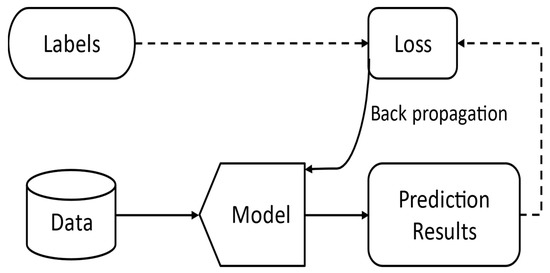 Labels
Loss
Back propagation
Data
Model
Prediction
Results